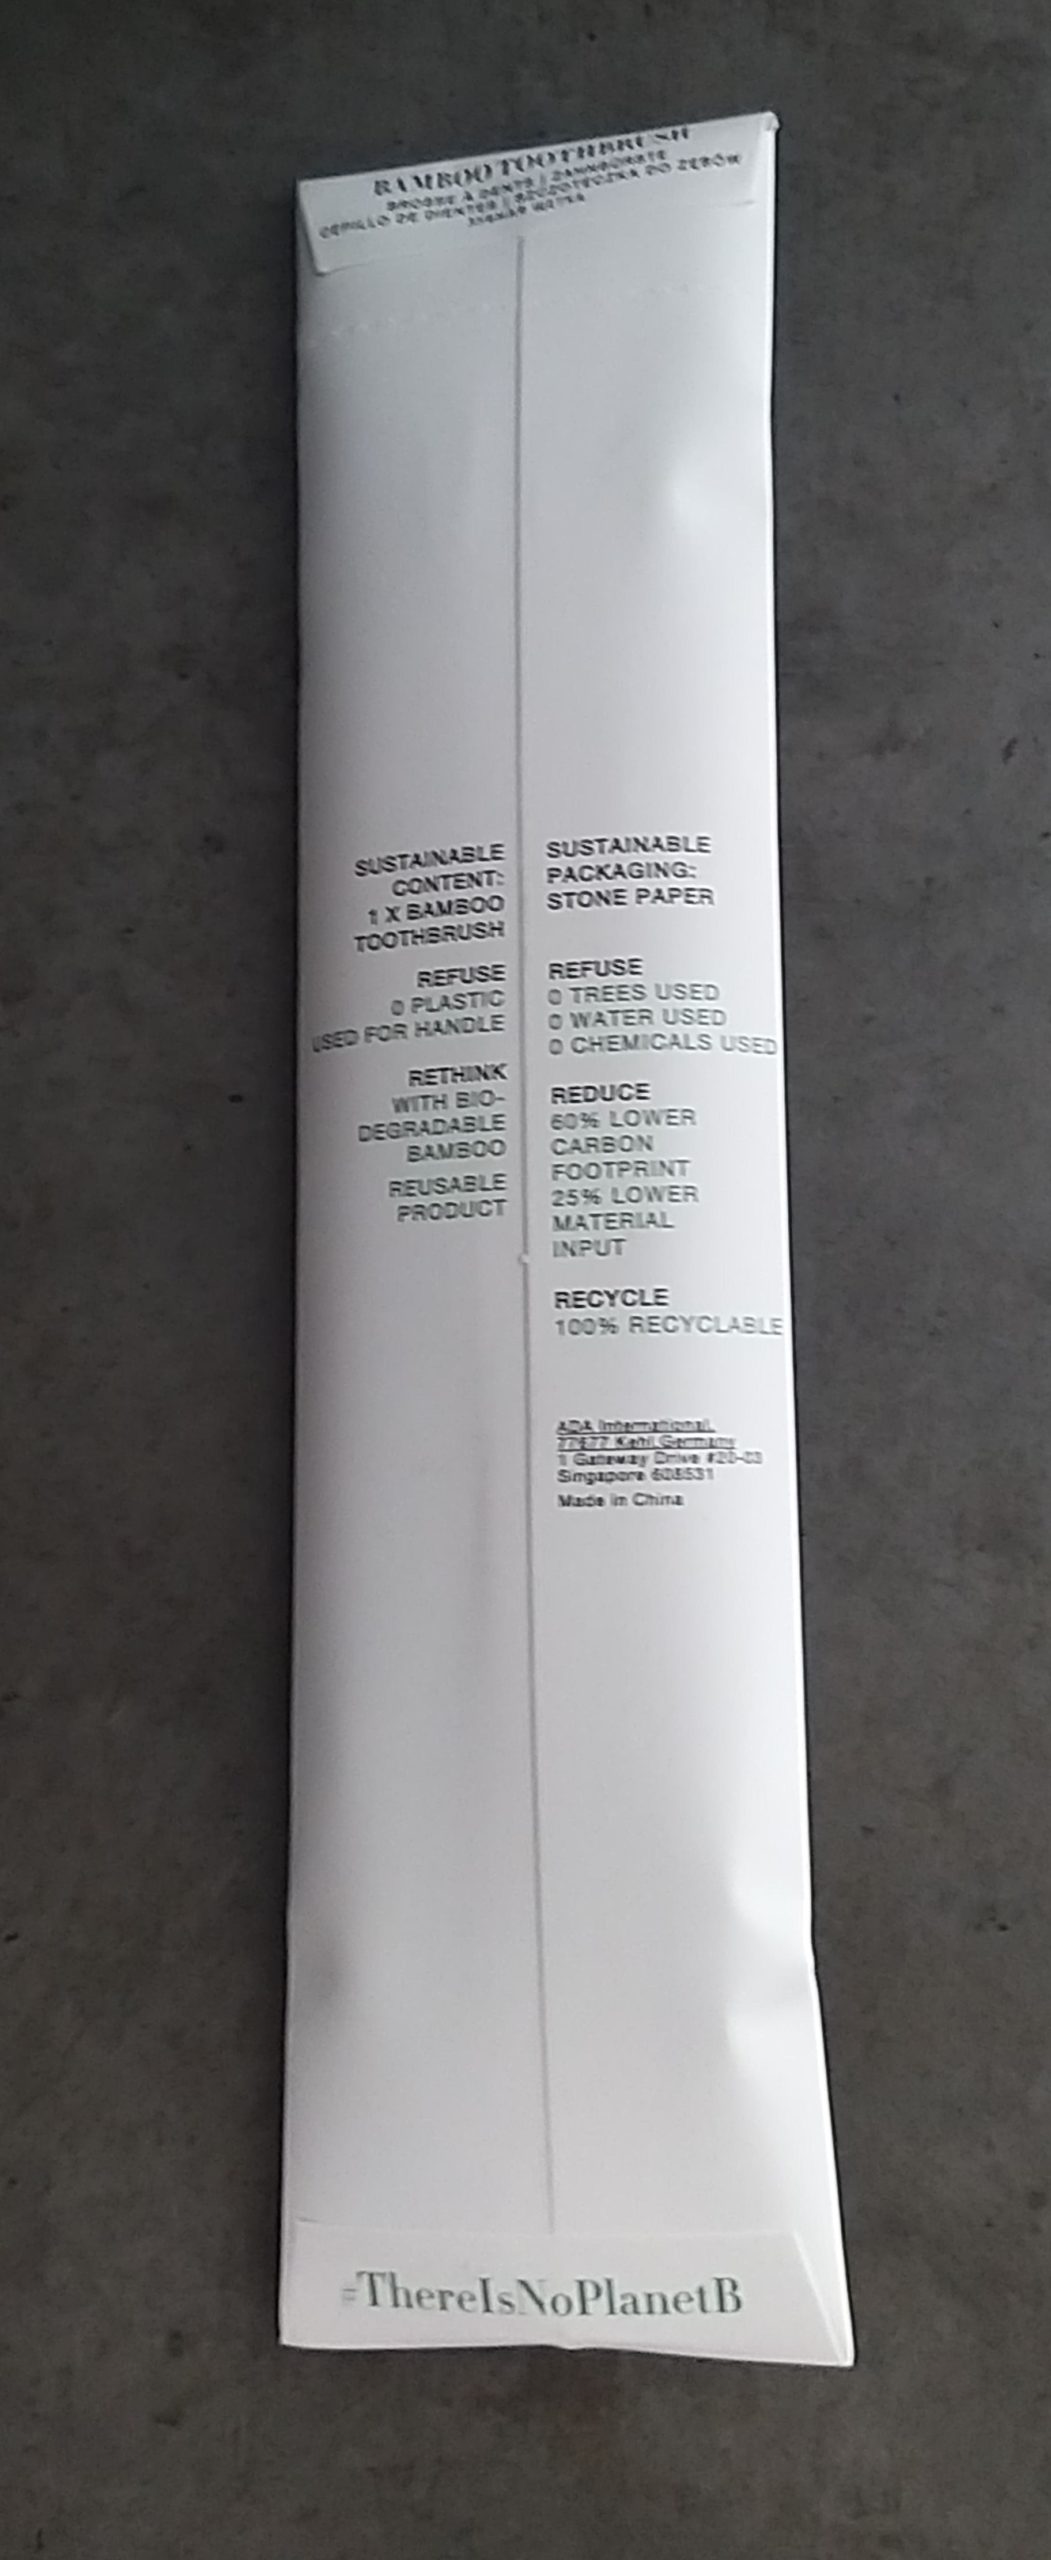 BAMBOO TOOTHBRUSH
BROSSE À DENTS | ZAHNBÜRSTE
CEPILLO DE DIENTES | SZCZOTECZKA DO ZĘBÓW
SUSTAINABLE
CONTENT:
1 X BAMBOO
TOOTHBRUSH
REFUSE
0 PLASTIC
USED FOR HANDLE
RETHINK
WITH BIO-
DEGRADABLE
BAMBOO
REUSABLE
PRODUCT
SUSTAINABLE
PACKAGING:
STONE PAPER
REFUSE
0 TREES USED
0 WATER USED
0 CHEMICALS USED
REDUCE
60% LOWER
CARBON
FOOTPRINT
25% LOWER
MATERIAL
INPUT
RECYCLE
100% RECYCLABLE
ADA International,
77677 Kehl, Germany
1 Gateway Drive #20-03
Singapore 608531
Made in China
#ThereIsNoPlanetB